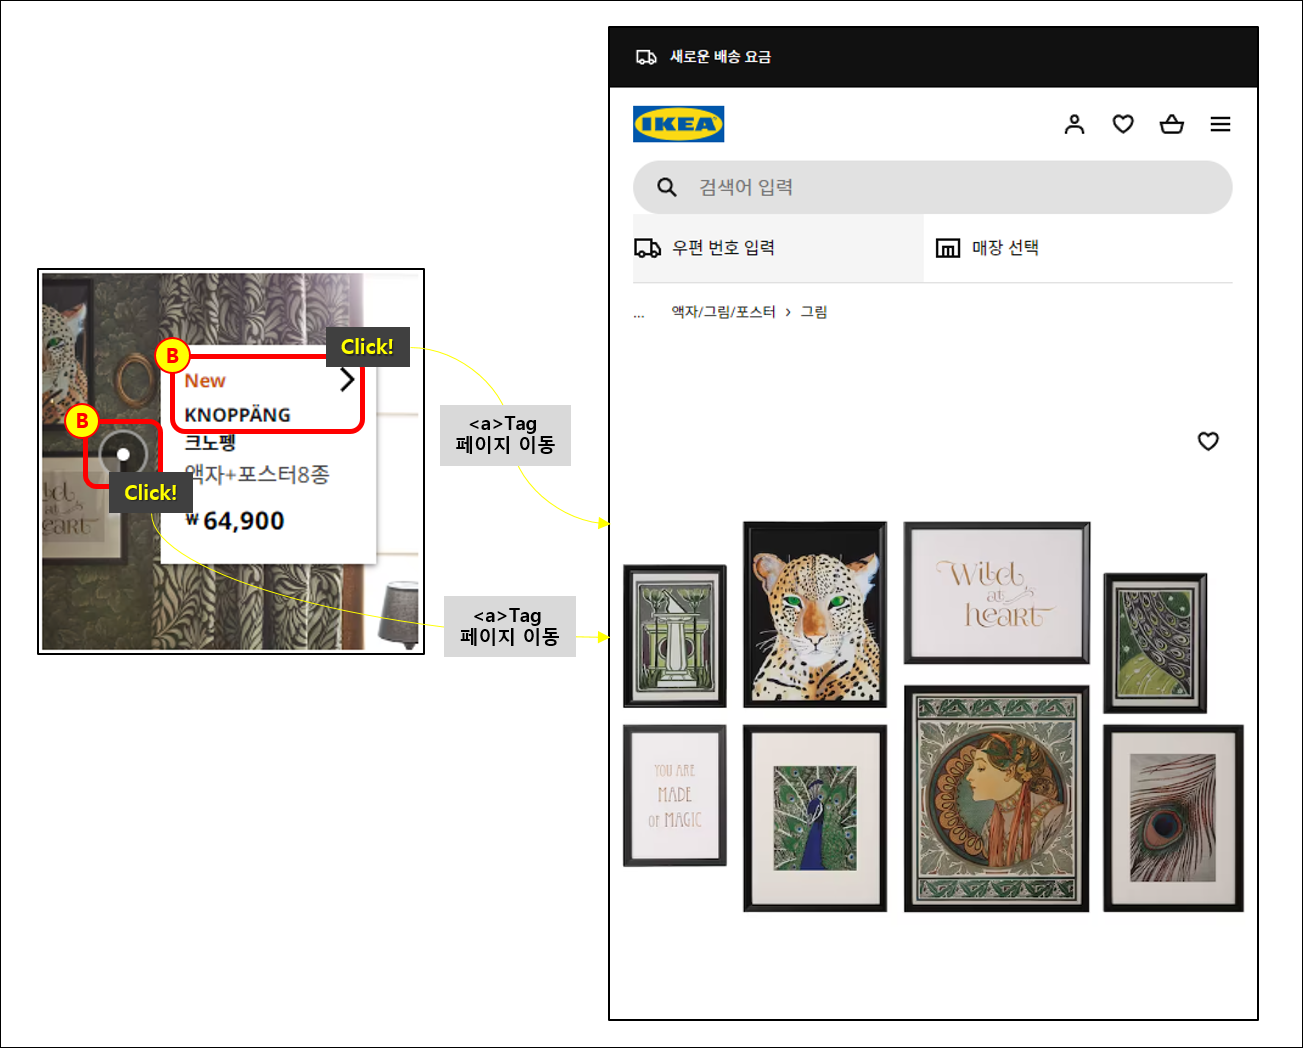 새로운 배송 요금
IKEA
검색어 입력
우편 번호 입력
매장 선택
... 액자/그림/포스터 > 그림
Click!
B
New
KNOPPÄNG
크노펭
액자+포스터8종
₩64,900
B
Click!
Wild
at
heart
<a>Tag
페이지 이동
<a>Tag
페이지 이동
Wild
at
heart
YOU ARE
MADE
OF MAGIC